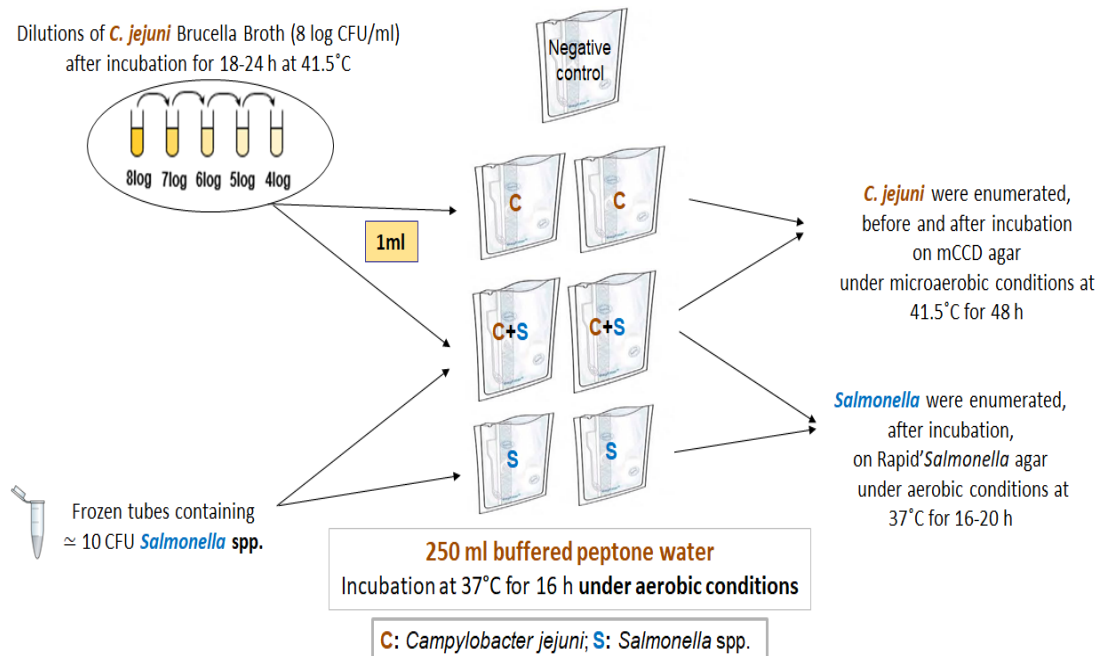 Dilutions of C. jejuni Brucella Broth (8 log CFU/ml)
after incubation for 18-24 h at 41.5˚C
8log 7log 6log 5log 4log
Negative
control
C C
1ml
C. jejuni were enumerated,
before and after incubation
on mCCD agar
under microaerobic conditions at
41.5˚C for 48 h
C+S C+S
Salmonella were enumerated,
after incubation,
on Rapid'Salmonella agar
under aerobic conditions at
37˚C for 16-20 h
S S
Frozen tubes containing
≃ 10 CFU Salmonella spp.
250 ml buffered peptone water
Incubation at 37°C for 16 h under aerobic conditions
C: Campylobacter jejuni; S: Salmonella spp.